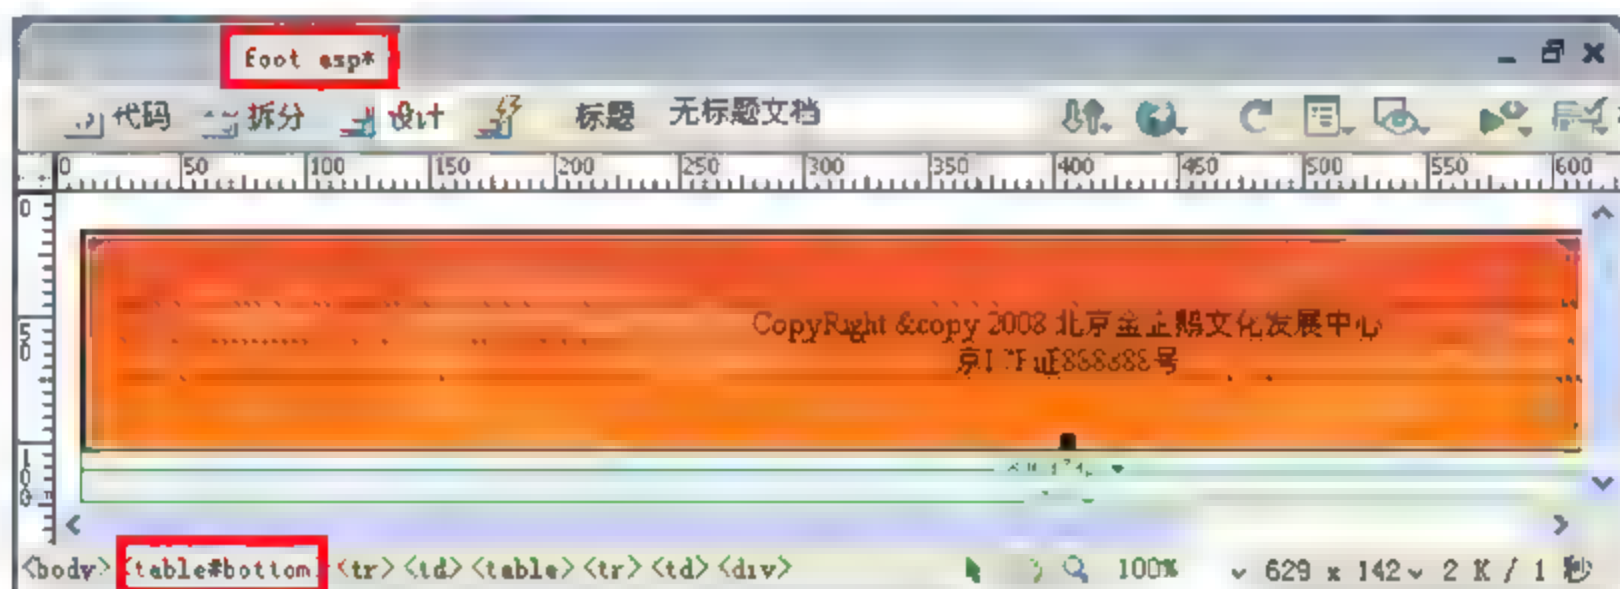 foot asp*
代码 拆分 设计 标题 无标题文档
0 50 100 150 200 250 300 350 400 450 500 550 600
0
50
100
CopyRight &copy 2008 北京金企鹅文化发展中心
<body> <table#bottom> <tr> <td> <table> <tr> <td> <div> 100% 629 x 142 2 K / 1 秒